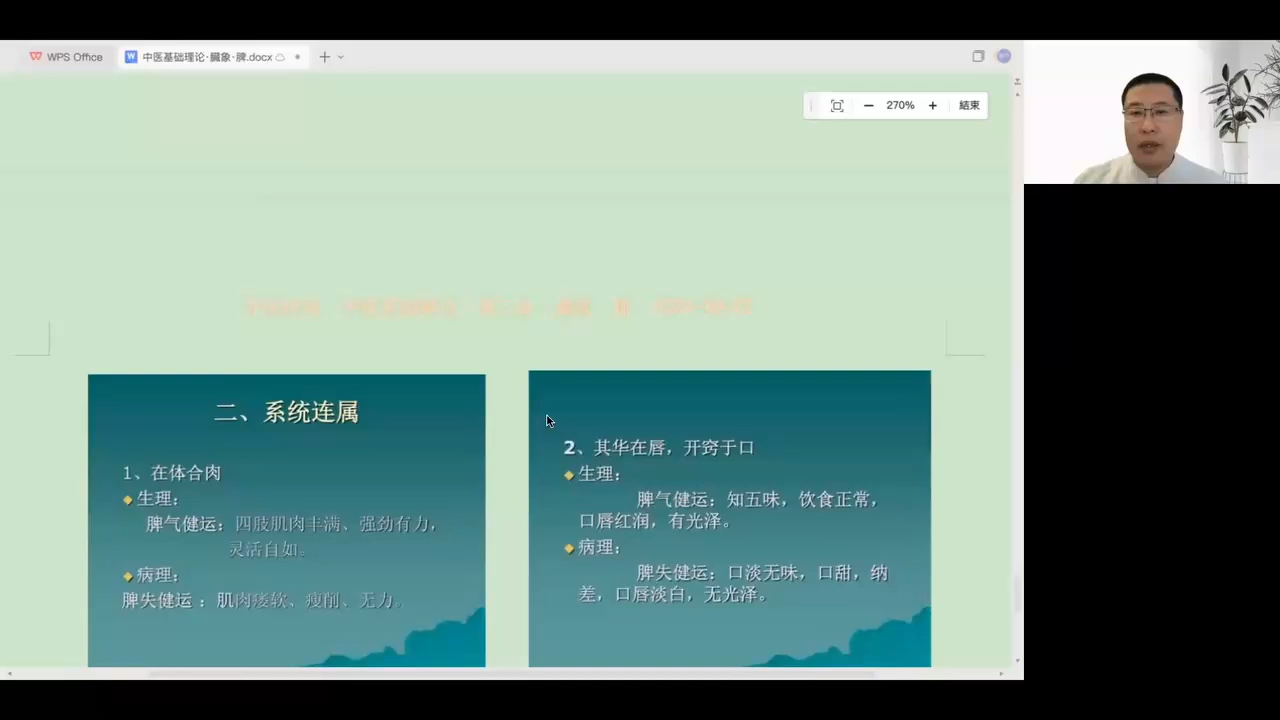 WPS Office
中医基础理论·臓象·脾.docx
270%
結束
二、系统连属
1、在体合肉
生理：
脾气健运：四肢肌肉丰满、强劲有力，
灵活自如。
病理：
脾失健运 ：肌肉痿软、瘦削、无力。
2、其华在唇，开窍于口
生理：
脾气健运：知五味，饮食正常，
口唇红润，有光泽。
病理：
脾失健运：口淡无味，口甜，纳
差，口唇淡白，无光泽。